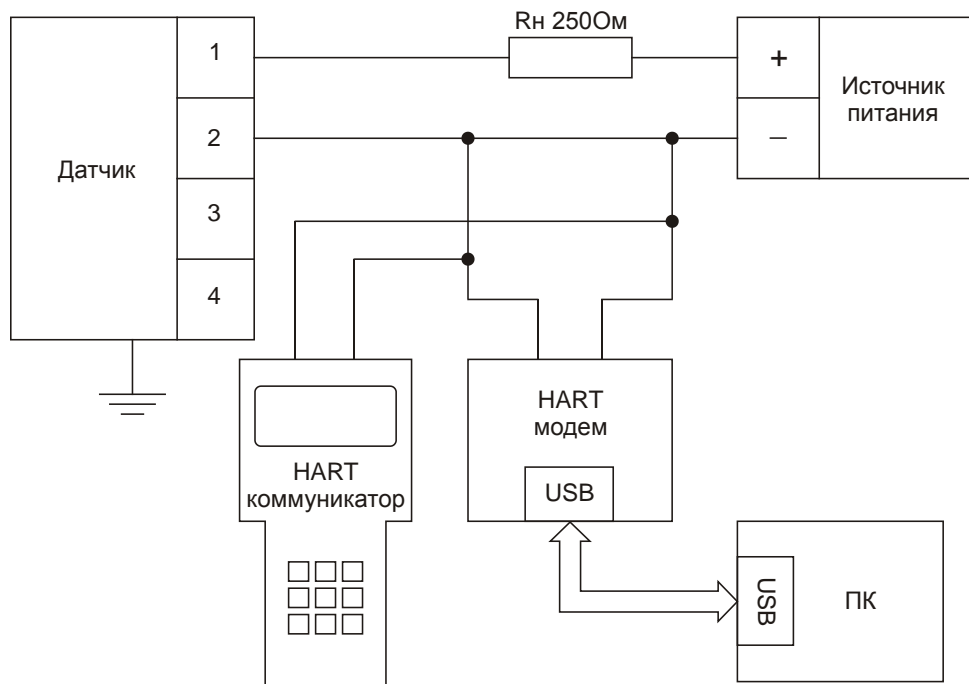 Rн 250Ом
1
2
3
4
Датчик
+
–
Источник
питания
HART
коммуникатор
HART
модем
USB
USB
ПК